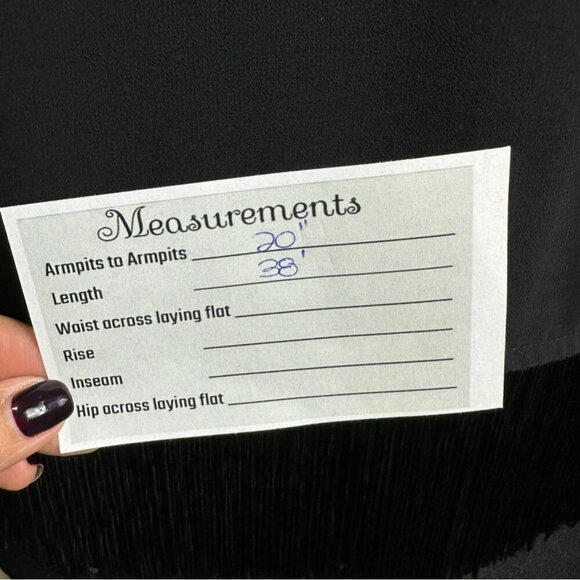 Measurements
Armpits to Armpits 20"
Length 38'
Waist across laying flat
Rise
Inseam
Hip across laying flat